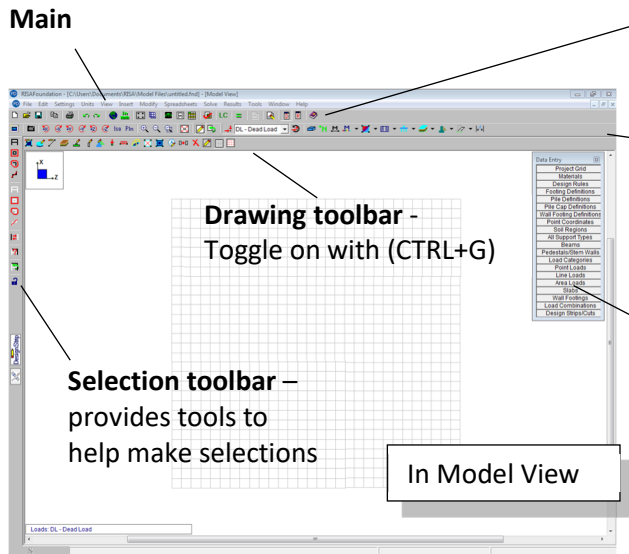 Main
RISAFoundation - [C:\Users\Documents\RISA\Model Files\untitled.fnd] - [Model View]
File Edit Settings Units View Insert Modify Spreadsheets Solve Results Tools Window Help
LC
Iso Pln
DL - Dead Load
X
Z
Data Entry
Project Grid
Materials
Design Rules
Footing Definitions
Pile Definitions
Pile Cap Definitions
Wall Footing Definitions
Point Coordinates
Soil Regions
All Support Types
Beams
Pedestals/Stem Walls
Load Categories
Point Loads
Line Loads
Area Loads
Slabs
Wall Footings
Load Combinations
Design Strips/Cuts
Drawing toolbar -
Toggle on with (CTRL+G)
DesignStrip
Selection toolbar –
provides tools to
help make selections
In Model View
Loads: DL - Dead Load